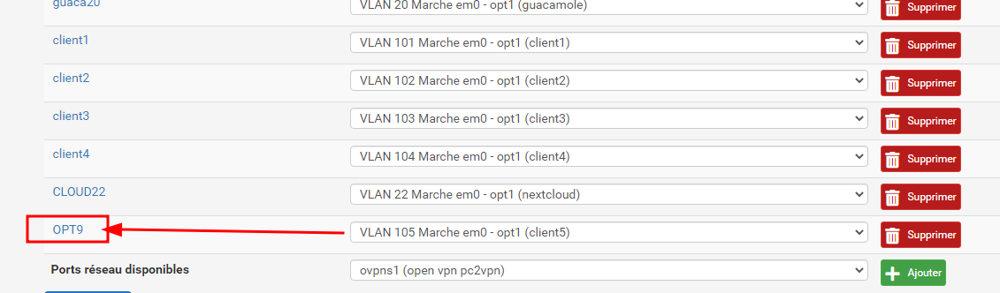 guaca20 VLAN 20 Marche em0 - opt1 (guacamole) Supprimer
client1 VLAN 101 Marche em0 - opt1 (client1) Supprimer
client2 VLAN 102 Marche em0 - opt1 (client2) Supprimer
client3 VLAN 103 Marche em0 - opt1 (client3) Supprimer
client4 VLAN 104 Marche em0 - opt1 (client4) Supprimer
CLOUD22 VLAN 22 Marche em0 - opt1 (nextcloud) Supprimer
OPT9 VLAN 105 Marche em0 - opt1 (client5) Supprimer
Ports réseau disponibles ovpns1 (open vpn pc2vpn) Ajouter